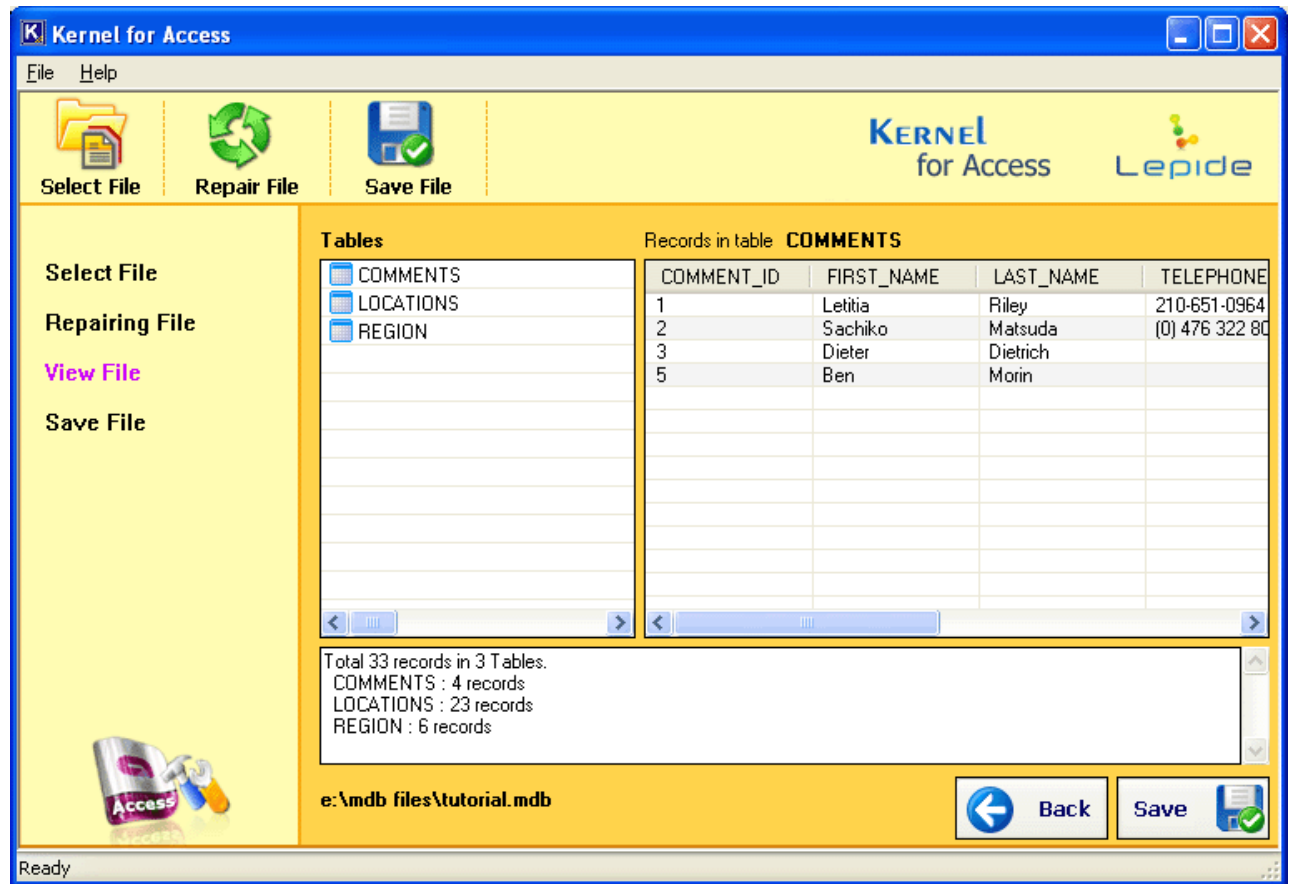 Kernel for Access
File Help
Select File Repair File Save File
KERNEL for Access
Lepide
Select File
Repairing File
View File
Save File
Tables
COMMENTS
LOCATIONS
REGION
Records in table COMMENTS
COMMENT_ID FIRST_NAME LAST_NAME TELEPHONE
1 Letitia Riley 210-651-0964
2 Sachiko Matsuda (0) 476 322 80
3 Dieter Dietrich
5 Ben Morin
Total 33 records in 3 Tables.
COMMENTS : 4 records
LOCATIONS : 23 records
REGION : 6 records
Access
e:\mdb files\tutorial.mdb
Back Save
Ready